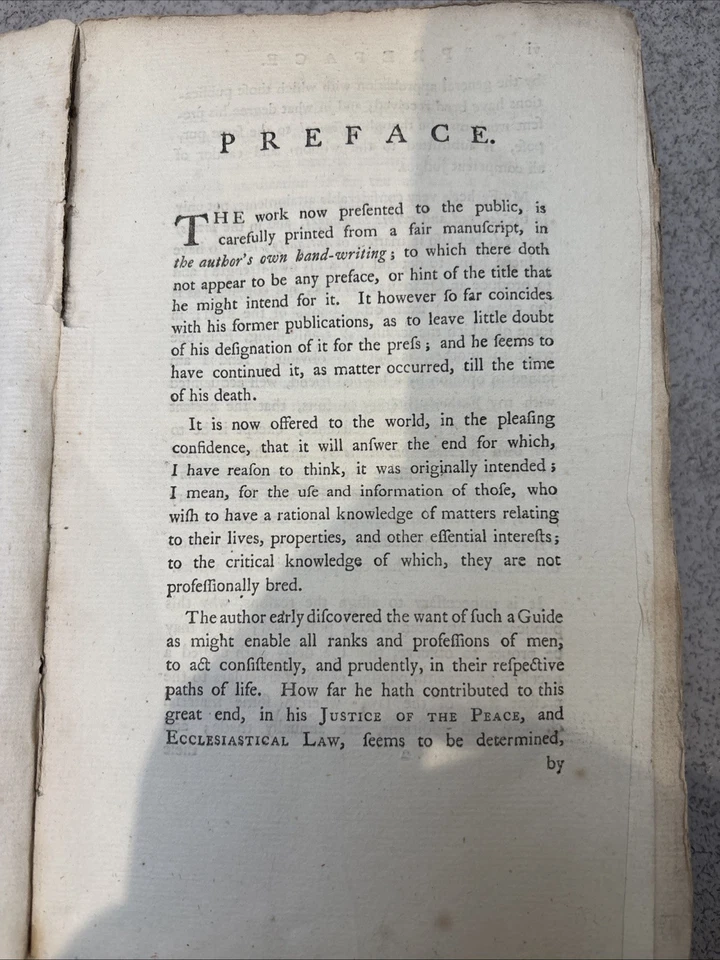 PREFACE.
THE work now preſented to the public, is
carefully printed from a fair manuſcript, in
the author's own hand-writing; to which there doth
not appear to be any preface, or hint of the title that
he might intend for it. It however ſo far coincides
with his former publications, as to leave little doubt
of his deſignation of it for the preſs; and he ſeems to
have continued it, as matter occurred, till the time
of his death.
It is now offered to the world, in the pleaſing
confidence, that it will anſwer the end for which,
I have reaſon to think, it was originally intended;
I mean, for the uſe and information of thoſe, who
wiſh to have a rational knowledge of matters relating
to their lives, properties, and other eſſential intereſts;
to the critical knowledge of which, they are not
profeſſionally bred.
The author early diſcovered the want of ſuch a Guide
as might enable all ranks and profeſſions of men,
to act conſiſtently, and prudently, in their reſpective
paths of life. How far he hath contributed to this
great end, in his JUSTICE OF THE PEACE, and
ECCLESIASTICAL LAW, ſeems to be determined,
by